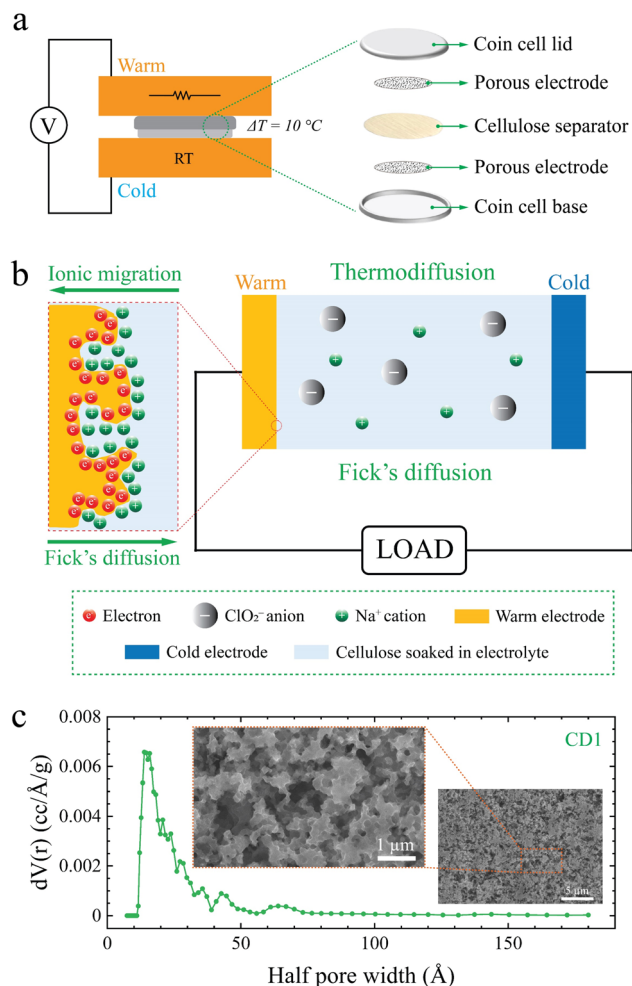 a
Warm
V
ΔT = 10 °C
RT
Cold
Coin cell lid
Porous electrode
Cellulose separator
Porous electrode
Coin cell base
b
Ionic migration
Fick's diffusion
Warm
Thermodiffusion
Cold
Fick's diffusion
LOAD
Electron
ClO₂⁻ anion
Na⁺ cation
Warm electrode
Cold electrode
Cellulose soaked in electrolyte
c
CD1
dV(r) (cc/Å/g)
0.008
0.006
0.004
0.002
0
1 µm
5 µm
0
50
100
150
Half pore width (Å)